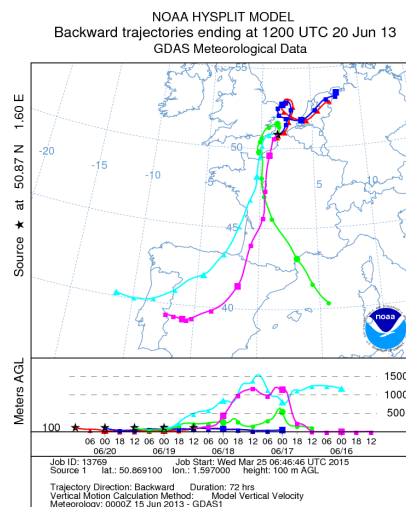 NOAA HYSPLIT MODEL
Backward trajectories ending at 1200 UTC 20 Jun 13
GDAS Meteorological Data
Source ★ at 50.87 N 1.60 E
-20
-15
-10
-5
5
55
50
45
40
noaa
Meters AGL
100
1500
1000
500
06 00 18 12 06 00 18 12 06 00 18 12 06 00 18 12 06 00 18 12
06/20 06/19 06/18 06/17 06/16
Job ID: 13769 Job Start: Wed Mar 25 06:46:46 UTC 2015
Source 1 lat.: 50.869100 lon.: 1.597000 height: 100 m AGL
Trajectory Direction: Backward Duration: 72 hrs
Vertical Motion Calculation Method: Model Vertical Velocity
Meteorology: 0000Z 15 Jun 2013 - GDAS1